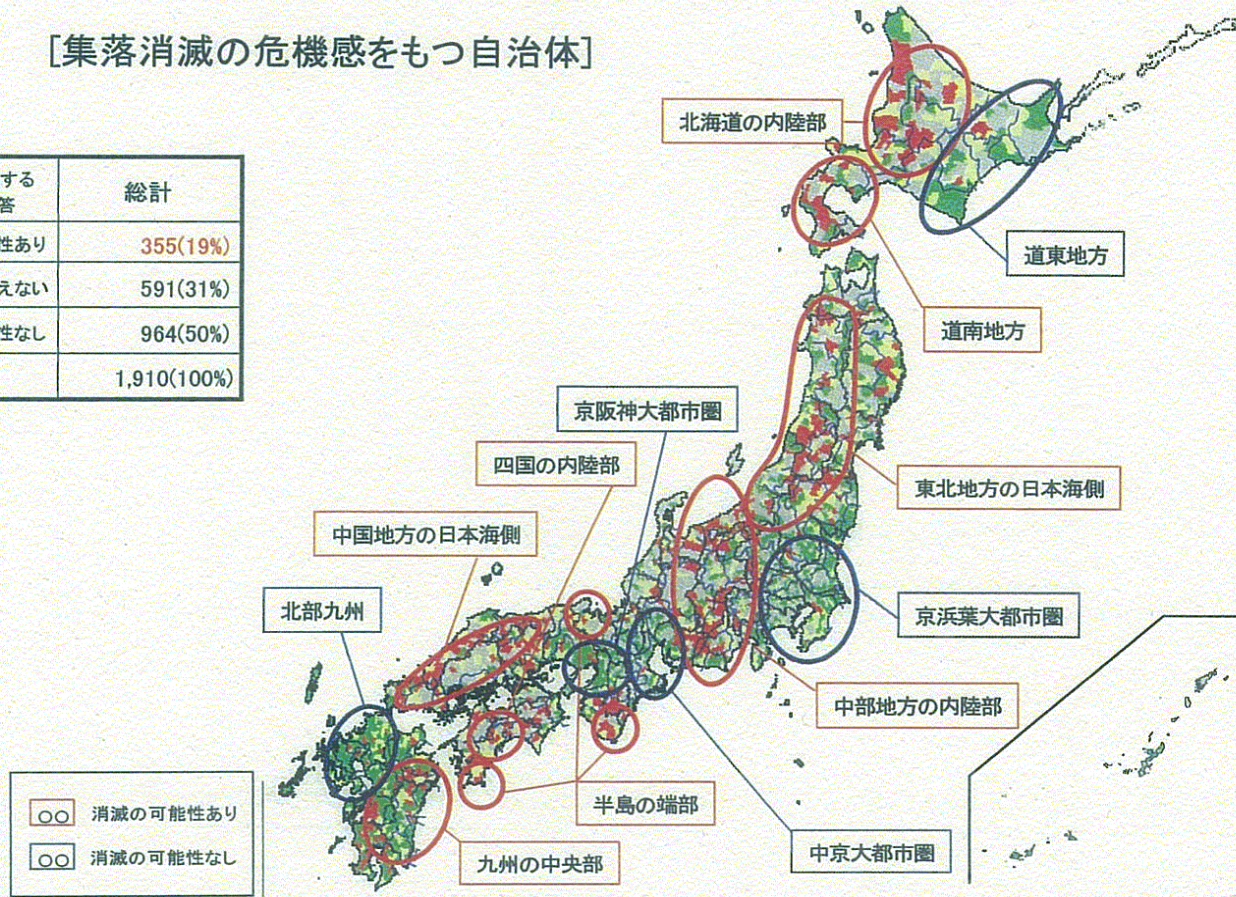 [集落消滅の危機感をもつ自治体]
する
答
総計
性あり
355(19%)
えない
591(31%)
性なし
964(50%)
1,910(100%)
北海道の内陸部
道東地方
道南地方
京阪神大都市圏
四国の内陸部
東北地方の日本海側
中国地方の日本海側
北部九州
京浜葉大都市圏
中部地方の内陸部
半島の端部
中京大都市圏
九州の中央部
○○ 消滅の可能性あり
○○ 消滅の可能性なし